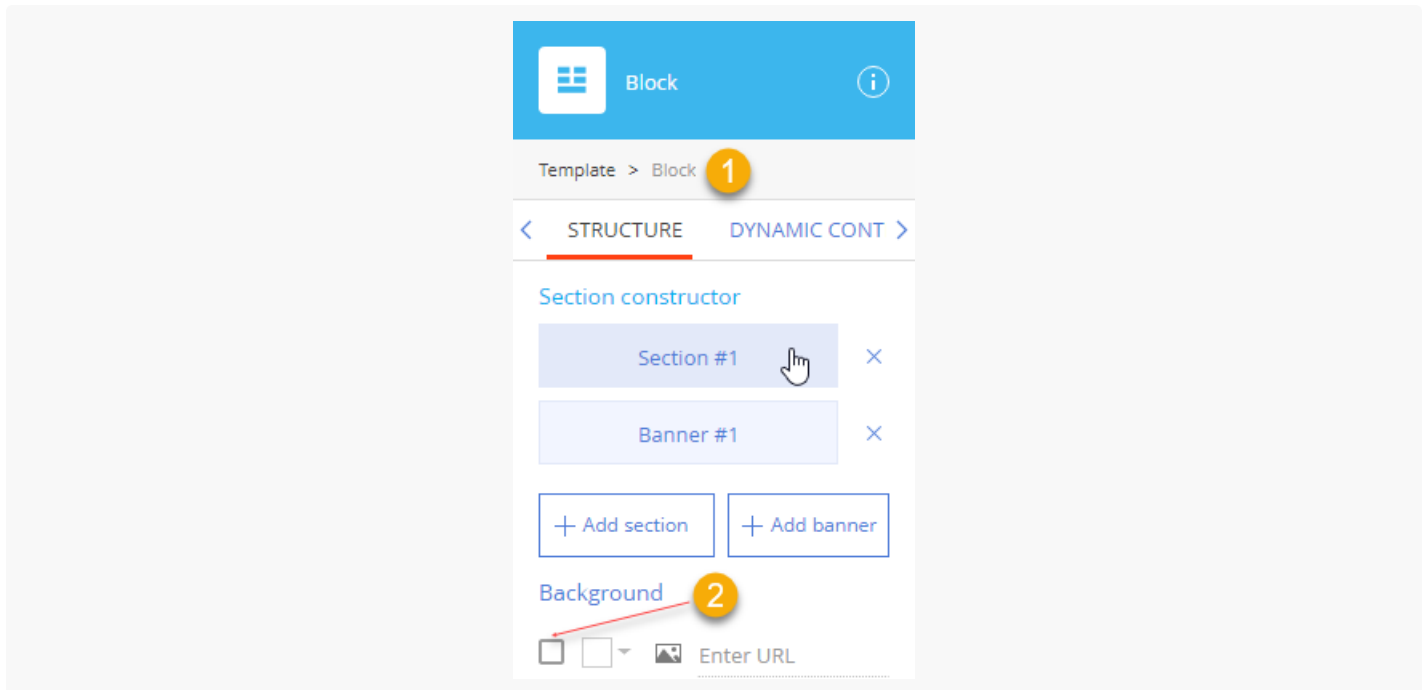 Block
Template > Block 1
STRUCTURE DYNAMIC CONT
Section constructor
Section #1
Banner #1
+ Add section + Add banner
Background 2
Enter URL